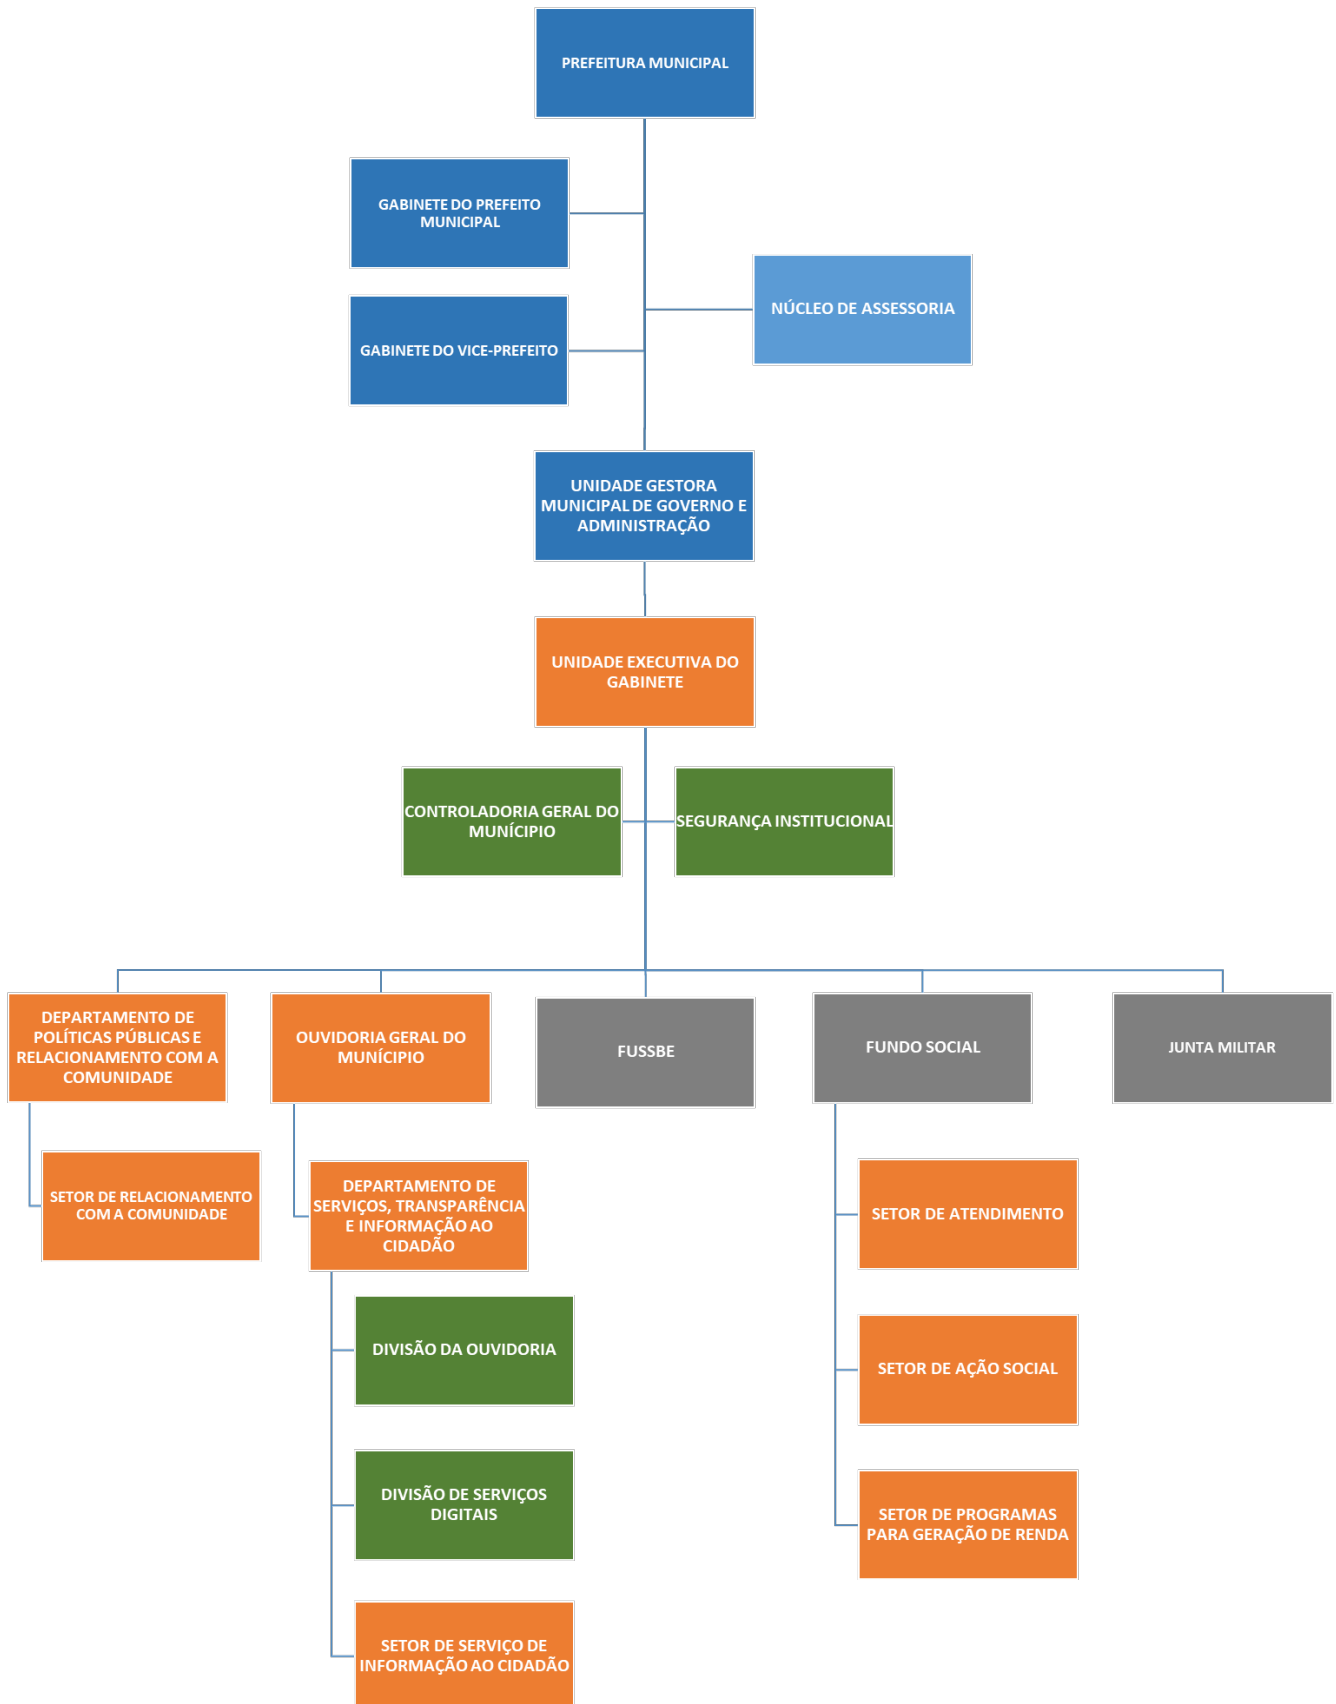 PREFEITURA MUNICIPAL
GABINETE DO PREFEITO
MUNICIPAL
NÚCLEO DE ASSESSORIA
GABINETE DO VICE-PREFEITO
UNIDADE GESTORA
MUNICIPAL DE GOVERNO E
ADMINISTRAÇÃO
UNIDADE EXECUTIVA DO
GABINETE
CONTROLADORIA GERAL DO
MUNÍCIPIO
SEGURANÇA INSTITUCIONAL
DEPARTAMENTO DE
POLÍTICAS PÚBLICAS E
RELACIONAMENTO COM A
COMUNIDADE
OUVIDORIA GERAL DO
MUNÍCIPIO
FUSSBE
FUNDO SOCIAL
JUNTA MILITAR
SETOR DE RELACIONAMENTO
COM A COMUNIDADE
DEPARTAMENTO DE
SERVIÇOS, TRANSPARÊNCIA
E INFORMAÇÃO AO
CIDADÃO
SETOR DE ATENDIMENTO
DIVISÃO DA OUVIDORIA
SETOR DE AÇÃO SOCIAL
DIVISÃO DE SERVIÇOS
DIGITAIS
SETOR DE PROGRAMAS
PARA GERAÇÃO DE RENDA
SETOR DE SERVIÇO DE
INFORMAÇÃO AO CIDADÃO